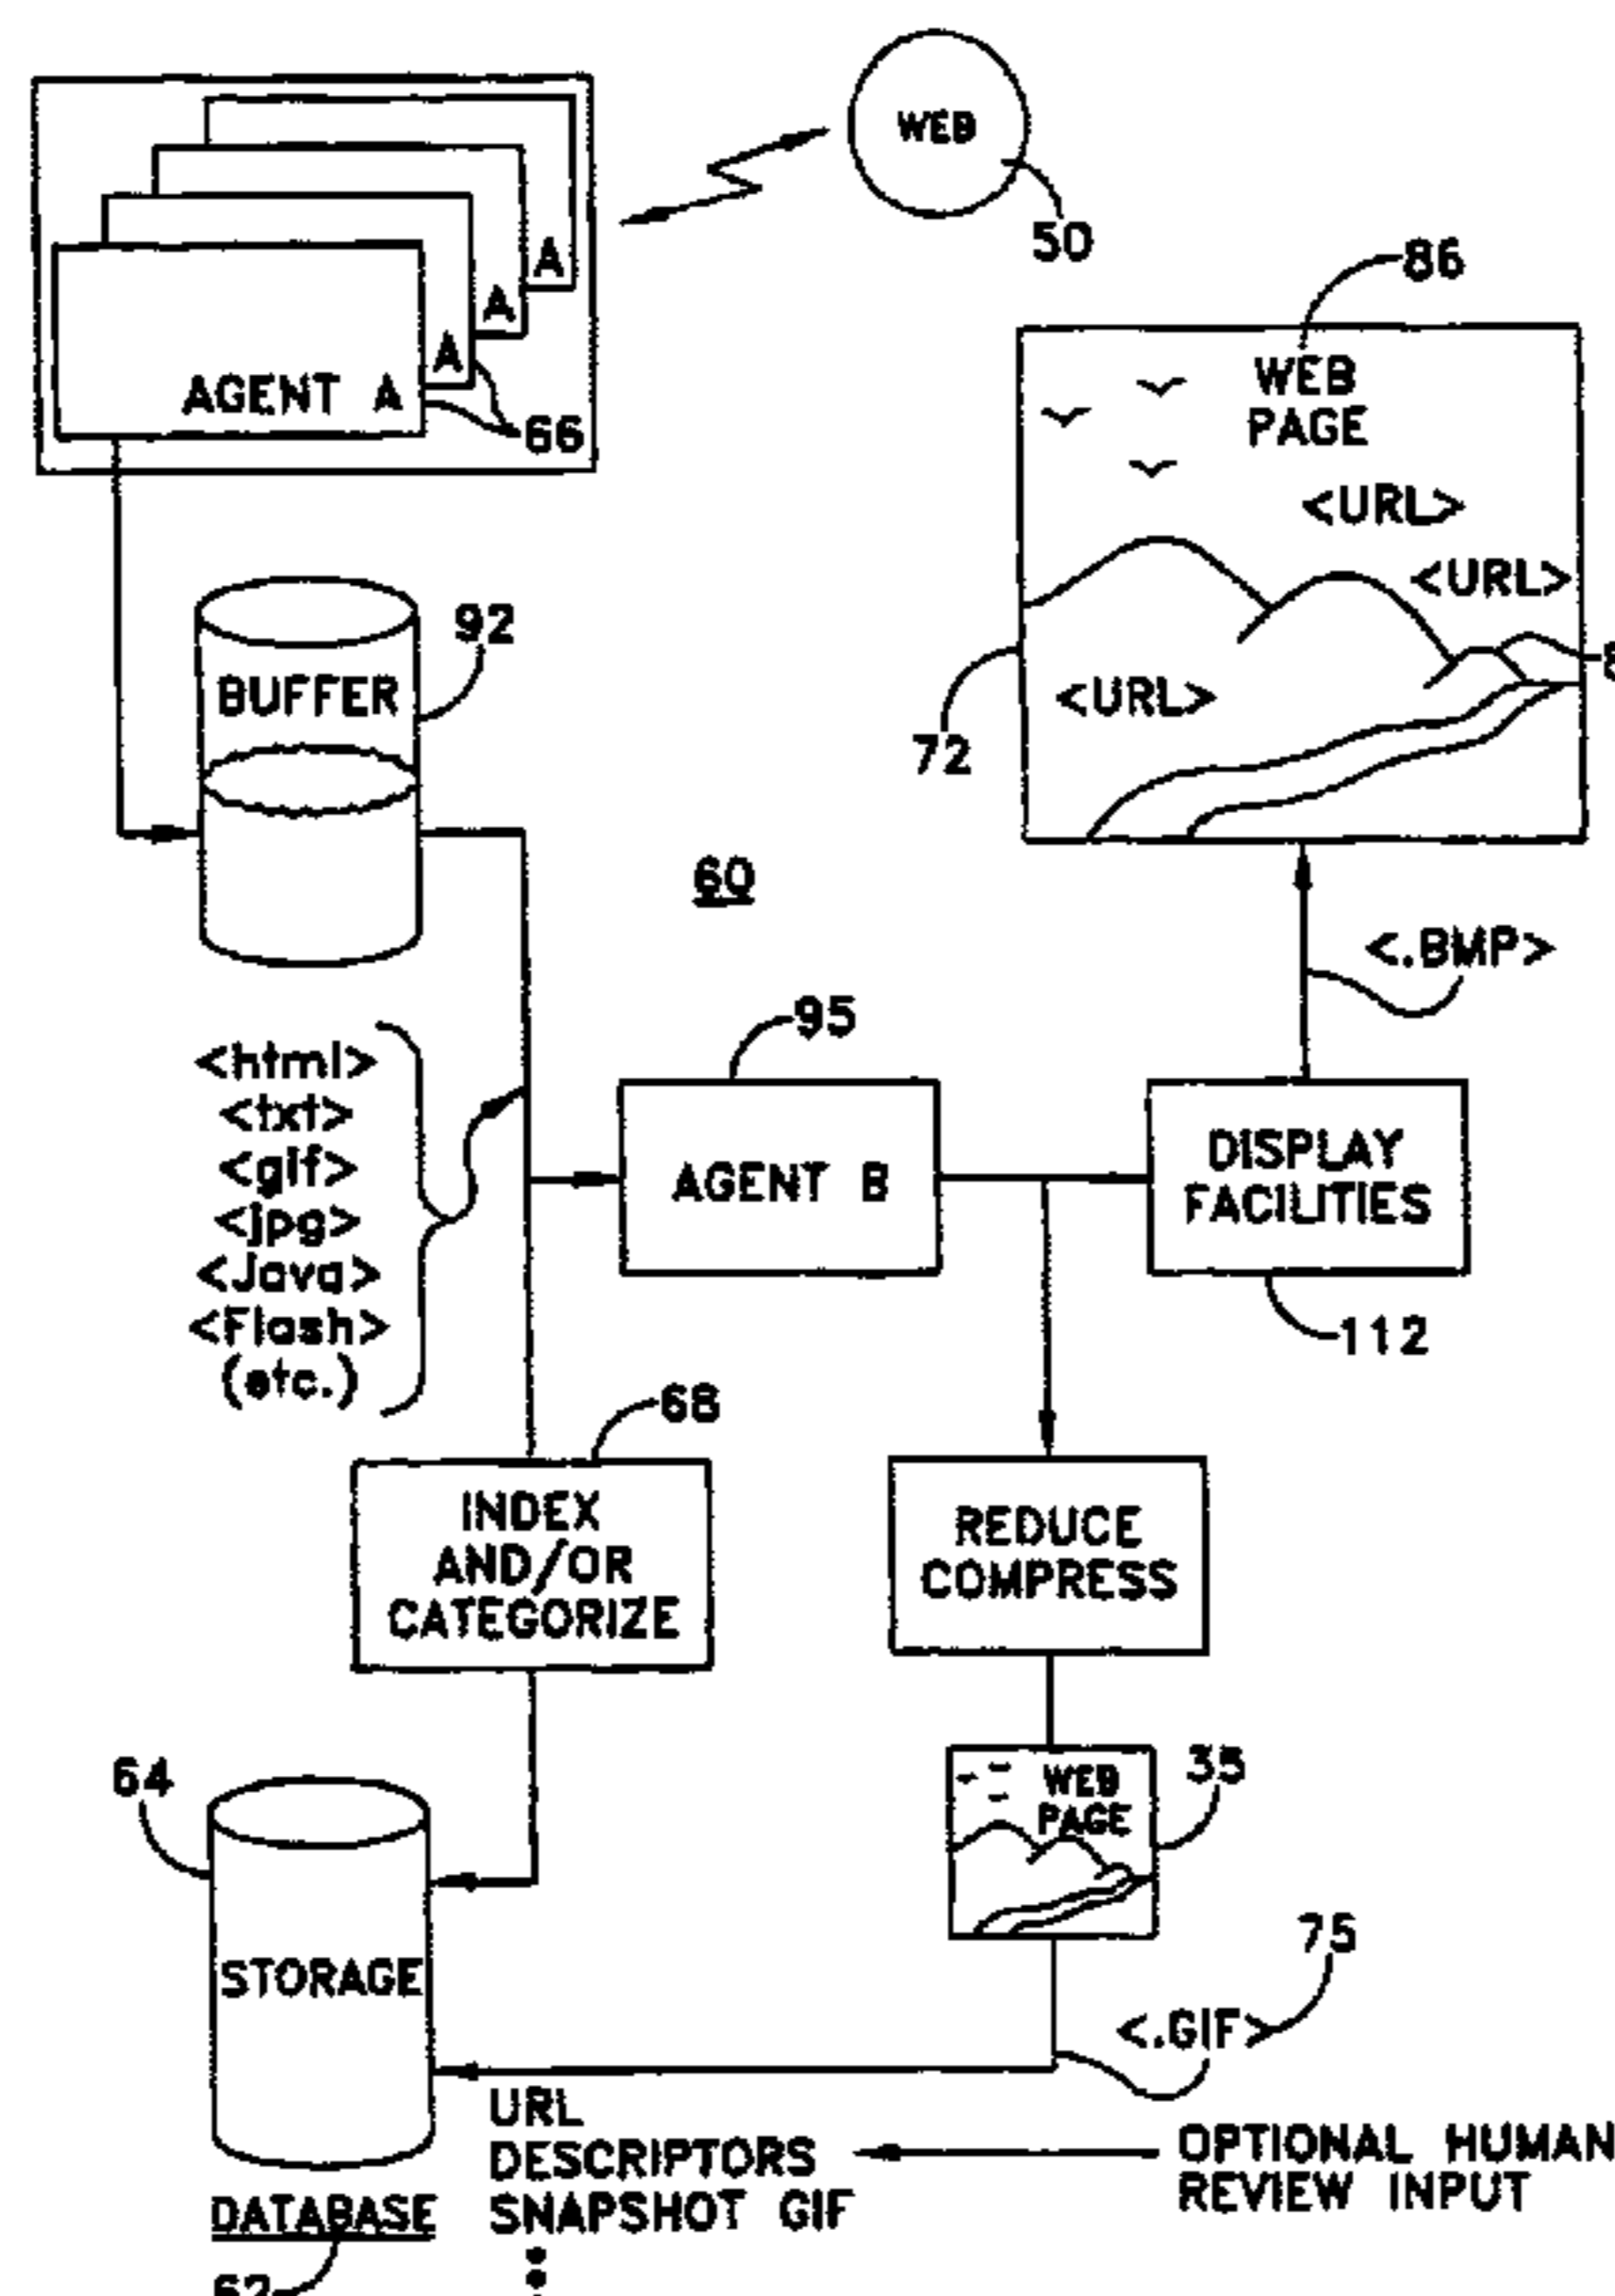 WEB
50
A
A
A
AGENT A
66
86
WEB
PAGE
<URL>
<URL>
<URL>
72
92
BUFFER
60
<.BMP>
<html>
<txt>
<gif>
<jpg>
<Java>
<Flash>
(etc.)
95
AGENT B
DISPLAY
FACILITIES
112
68
INDEX
AND/OR
CATEGORIZE
REDUCE
COMPRESS
64
STORAGE
WEB
PAGE
35
75
<.GIF>
URL
DESCRIPTORS
SNAPSHOT GIF
OPTIONAL HUMAN
REVIEW INPUT
DATABASE
62